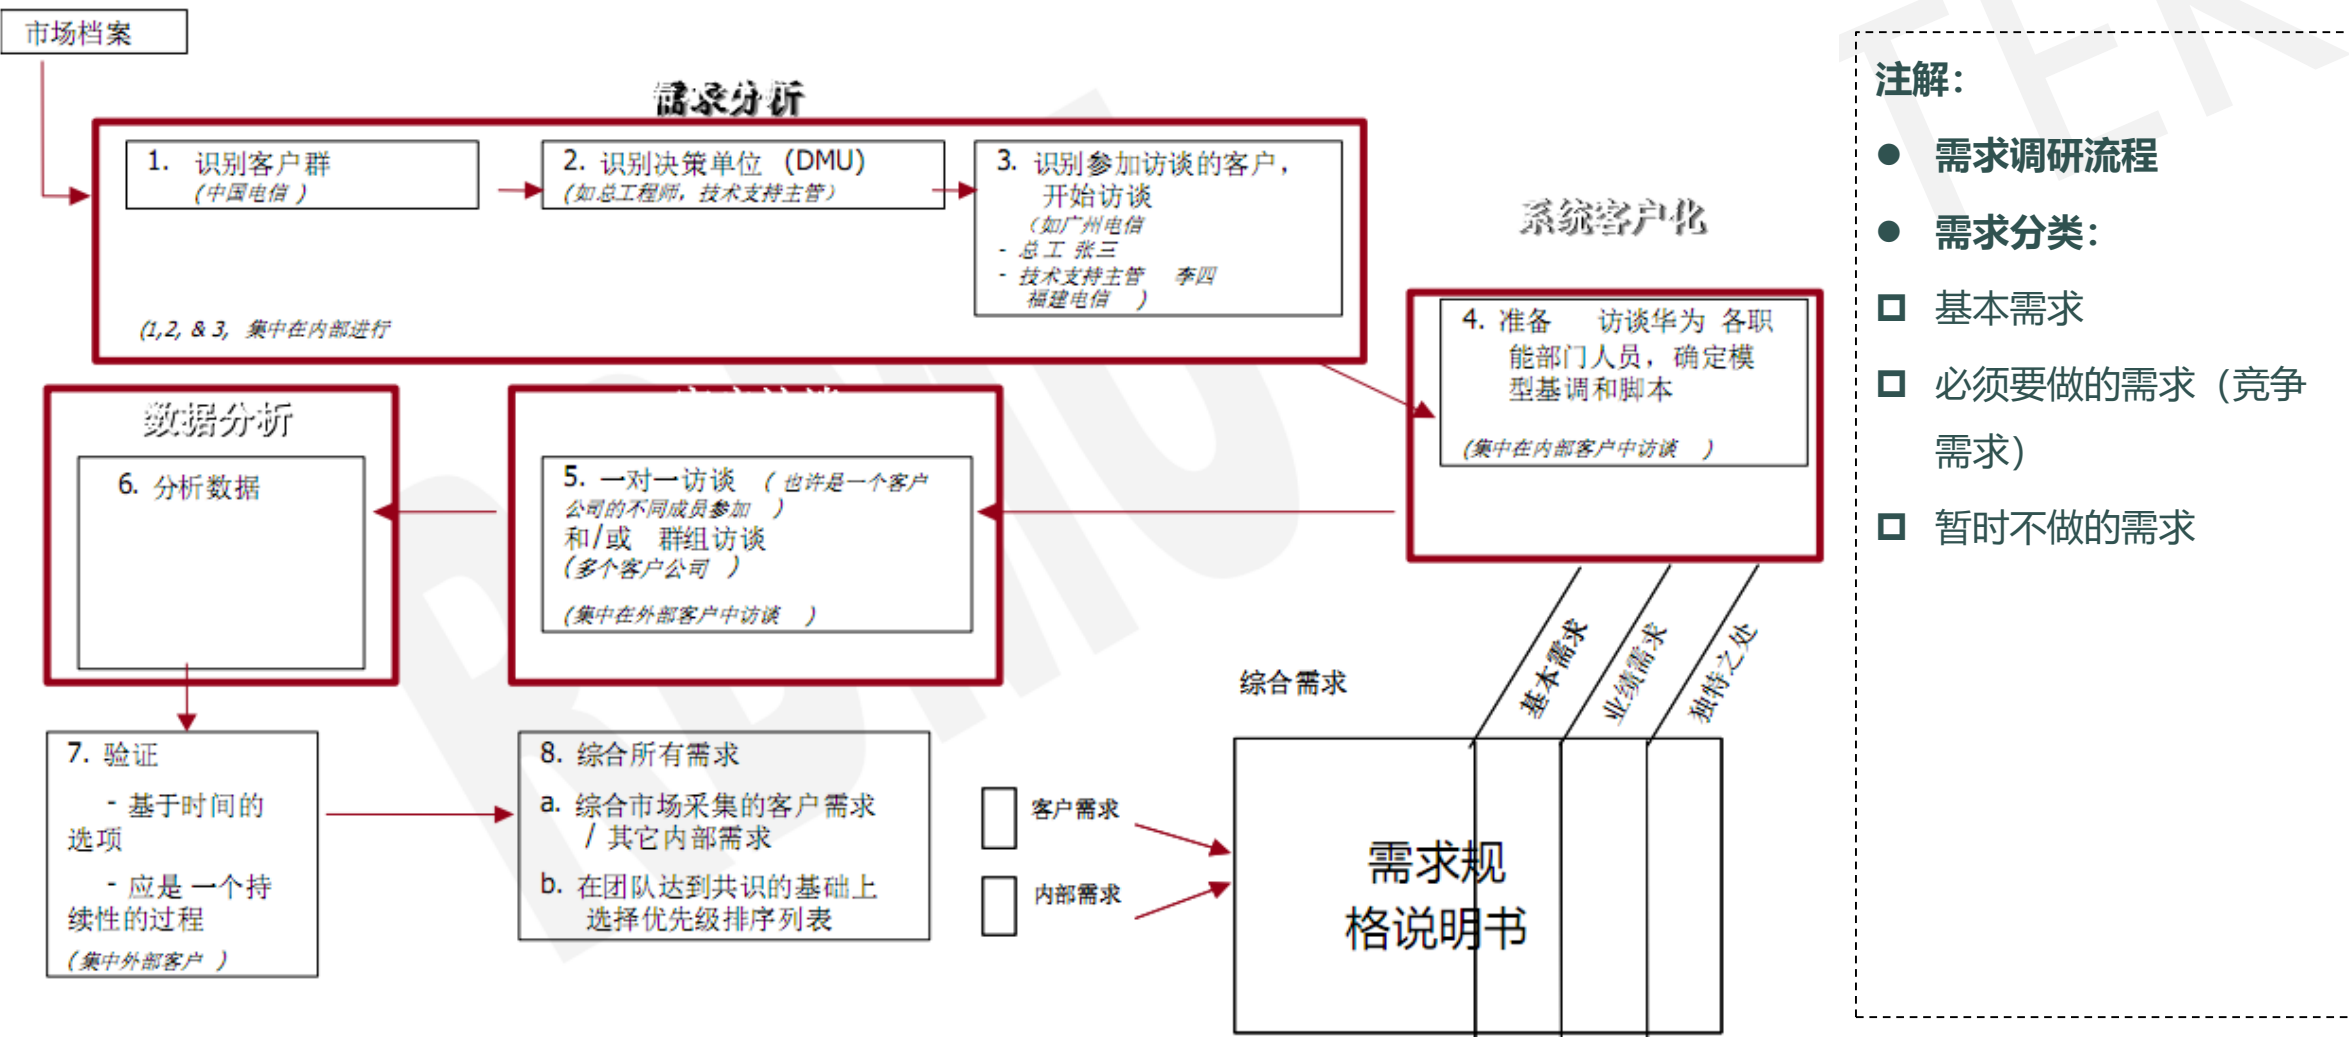 市场档案
需求分析
1. 识别客户群
(中国电信 )
2. 识别决策单位 (DMU)
(如总工程师，技术支持主管）
3. 识别参加访谈的客户，
开始访谈
（如广州电信
- 总工 张三
- 技术支持主管 李四
福建电信 )
(1,2, & 3, 集中在内部进行
系统客户化
4. 准备 访谈华为 各职
能部门人员，确定模
型基调和脚本
(集中在内部客户中访谈 )
5. 一对一访谈 ( 也许是一个客户
公司的不同成员参加 )
和/或 群组访谈
(多个客户公司 )
(集中在外部客户中访谈 )
数据分析
6. 分析数据
7. 验证
- 基于时间的
选项
- 应是 一个持
续性的过程
(集中外部客户 )
8. 综合所有需求
a. 综合市场采集的客户需求
/ 其它内部需求
b. 在团队达到共识的基础上
选择优先级排序列表
客户需求
内部需求
综合需求
基本需求
业绩需求
独特之处
需求规
格说明书
注解：
● 需求调研流程
● 需求分类：
基本需求
必须要做的需求（竞争
需求）
暂时不做的需求